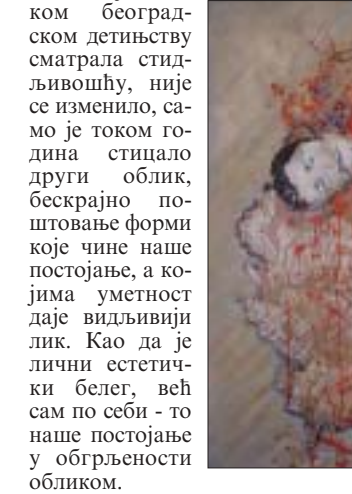 ком београд-
ском детињству
сматрала стид-
љивошћу, није
се изменило, са-
мо је током го-
дина стицало
други облик,
бескрајно по-
штовање форми
које чине наше
постојање, а ко-
јима уметност
даје видљивији
лик. Као да је
лични естетич-
ки белег, већ
сам по себи - то
наше постојање
у обгрљености
обликом.